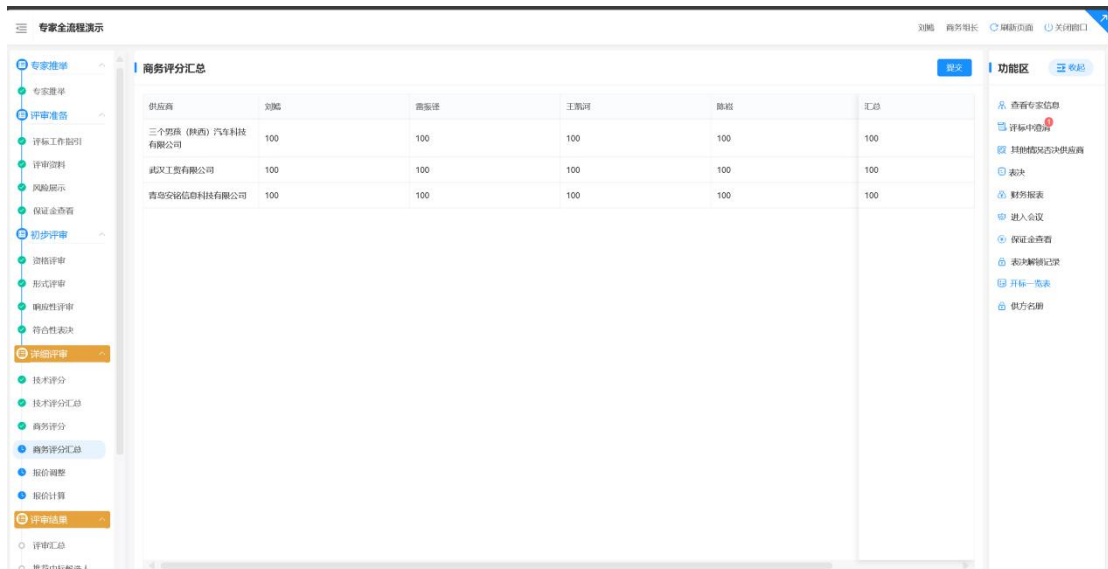 专家全流程演示
刘鹏 商务组长 刷新页面 关闭窗口
专家推举
专家推举
评审准备
评标工作指引
评审资料
风险展示
保证金查看
初步评审
资格评审
形式评审
响应性评审
符合性表决
详细评审
技术评分
技术评分汇总
商务评分
商务评分汇总
报价调整
报价计算
评审结果
评审汇总
商务评分汇总
提交
供应商 雷振锋 王凯河 汇总
三个男孩（陕西）汽车科技
有限公司
100 100 100 100 100
武汉工贸有限公司 100 100 100 100 100
青岛安铭信息科技有限公司 100 100 100 100 100
功能区 收起
查看专家信息
评标中澄清
1
其他情况否决供应商
表决
财务报表
进入会议
保证金查看
表决解锁记录
开标一览表
供方名册